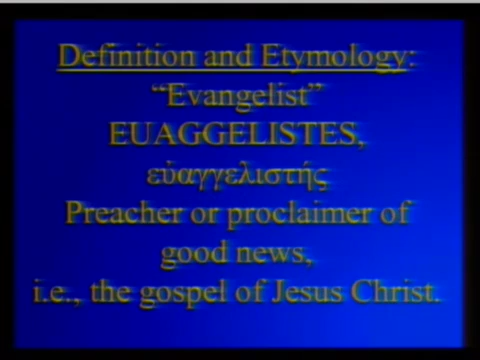 Definition and Etymology:
“Evangelist”
EUAGGELISTES,
εὐαγγελιστής
Preacher or proclaimer of
good news,
i.e., the gospel of Jesus Christ.